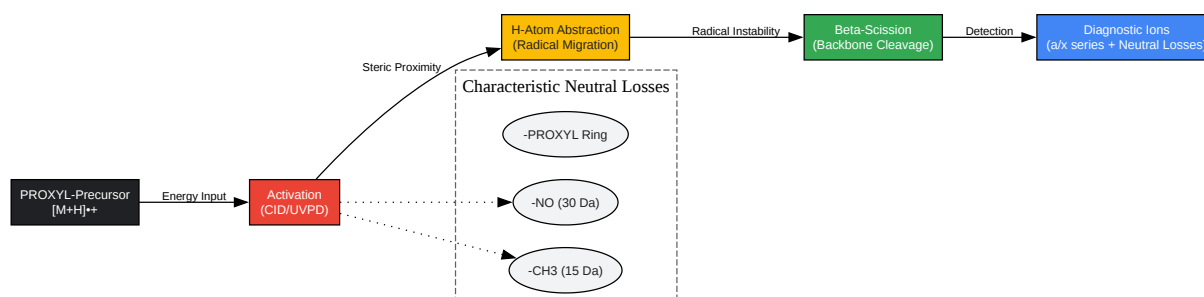 PROXYL-Precursor
[M+H]•+
Energy Input
Activation
(CID/UVPD)
Steric Proximity
H-Atom Abstraction
(Radical Migration)
Radical Instability
Beta-Scission
(Backbone Cleavage)
Detection
Diagnostic Ions
(a/x series + Neutral Losses)
Characteristic Neutral Losses
-PROXYL Ring
-NO (30 Da)
-CH3 (15 Da)